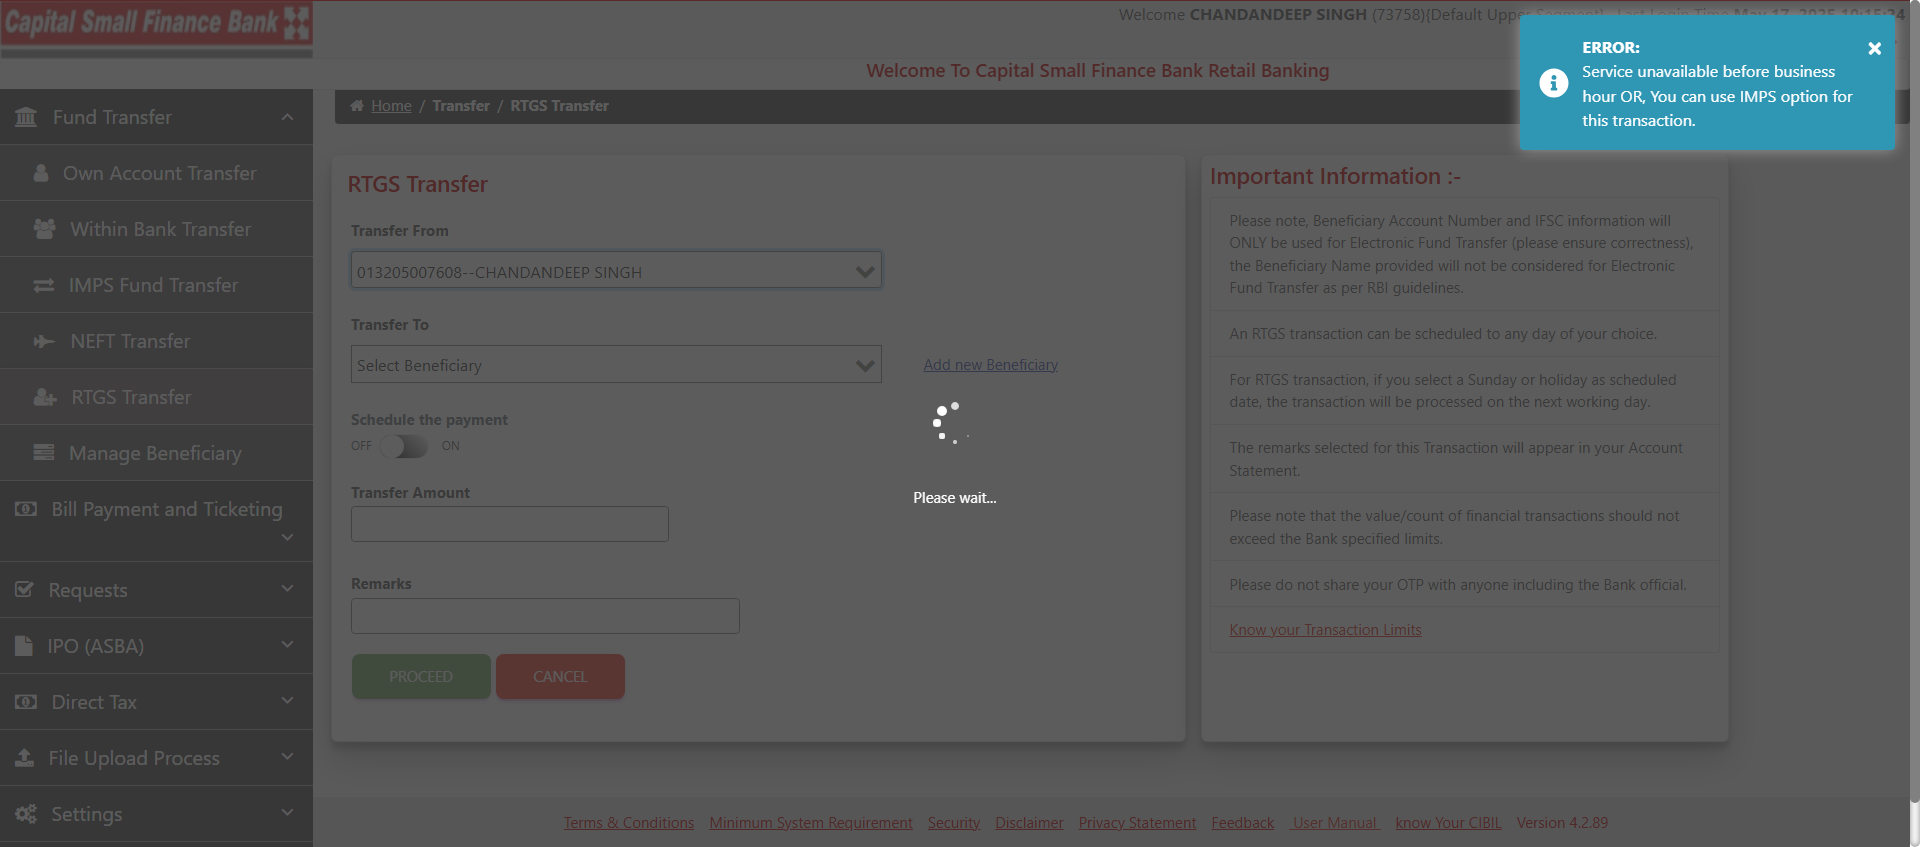 Capital Small Finance Bank
Welcome CHANDANDEEP SINGH (73758){Default Upper Segment} Last Login Time May 17, 2025 10:15:24
ERROR:
Service unavailable before business
hour OR, You can use IMPS option for
this transaction.
Welcome To Capital Small Finance Bank Retail Banking
Home / Transfer / RTGS Transfer
Fund Transfer
Own Account Transfer
Within Bank Transfer
IMPS Fund Transfer
NEFT Transfer
RTGS Transfer
Manage Beneficiary
Bill Payment and Ticketing
Requests
IPO (ASBA)
Direct Tax
File Upload Process
Settings
RTGS Transfer
Transfer From
013205007608--CHANDANDEEP SINGH
Transfer To
Select Beneficiary
Add new Beneficiary
Schedule the payment
OFF ON
Transfer Amount
Remarks
PROCEED CANCEL
Please wait...
Important Information :-
Please note, Beneficiary Account Number and IFSC information will
ONLY be used for Electronic Fund Transfer (please ensure correctness),
the Beneficiary Name provided will not be considered for Electronic
Fund Transfer as per RBI guidelines.
An RTGS transaction can be scheduled to any day of your choice.
For RTGS transaction, if you select a Sunday or holiday as scheduled
date, the transaction will be processed on the next working day.
The remarks selected for this Transaction will appear in your Account
Statement.
Please note that the value/count of financial transactions should not
exceed the Bank specified limits.
Please do not share your OTP with anyone including the Bank official.
Know your Transaction Limits
Terms & Conditions Minimum System Requirement Security Disclaimer Privacy Statement Feedback User Manual know Your CIBIL Version 4.2.89